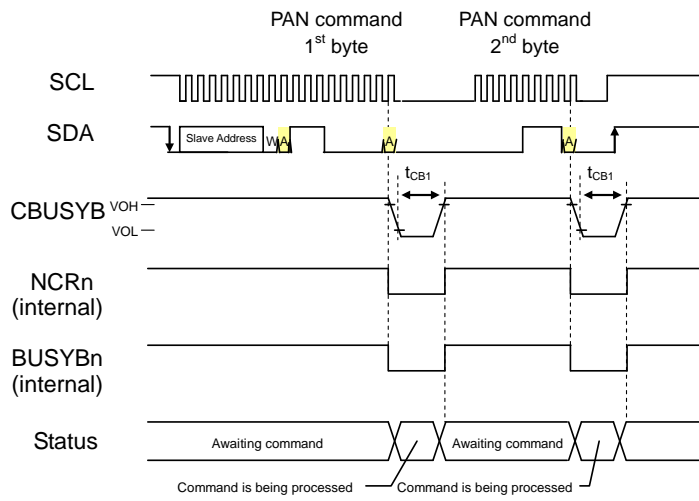 PAN command
1st byte
PAN command
2nd byte
SCL
SDA
Slave Address
W
A
A
A
tCB1
tCB1
CBUSYB
VOH
VOL
NCRn
(internal)
BUSYBn
(internal)
Status
Awaiting command
Awaiting command
Command is being processed
Command is being processed